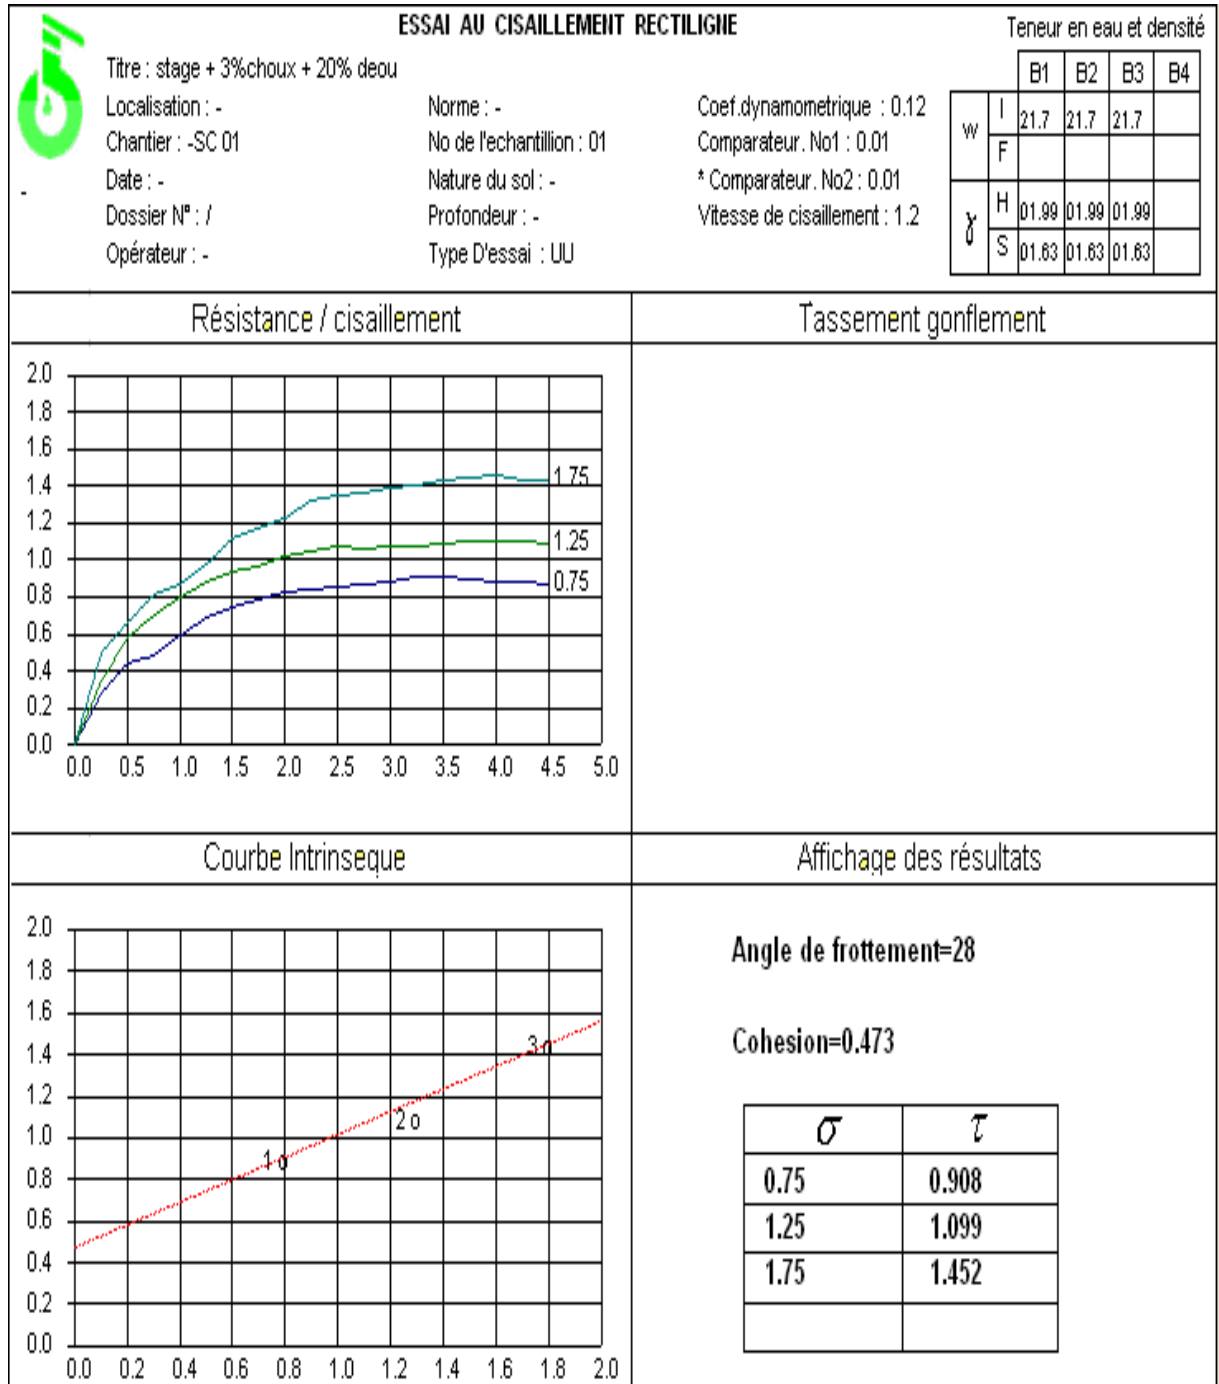 ESSAI AU CISAILLEMENT RECTILIGNE
Teneur en eau et densité
Titre : stage + 3%choux + 20% deou
Localisation : -
Chantier : -SC 01
Date : -
Dossier N° : /
Opérateur : -
Norme : -
No de l'echantillion : 01
Nature du sol : -
Profondeur : -
Type D'essai : UU
Coef.dynamometrique : 0.12
Comparateur. No1 : 0.01
* Comparateur. No2 : 0.01
Vitesse de cisaillement : 1.2
B1 B2 B3 B4
w I 21.7 21.7 21.7
F
γ H 01.99 01.99 01.99
S 01.63 01.63 01.63
-
Résistance / cisaillement
Tassement gonflement
2.0
1.8
1.6
1.4
1.2
1.0
0.8
0.6
0.4
0.2
0.0
1.75
1.25
0.75
0.0 0.5 1.0 1.5 2.0 2.5 3.0 3.5 4.0 4.5 5.0
Courbe Intrinseque
Affichage des résultats
2.0
1.8
1.6
1.4
1.2
1.0
0.8
0.6
0.4
0.2
0.0
3 o
2 o
1 o
0.0 0.2 0.4 0.6 0.8 1.0 1.2 1.4 1.6 1.8 2.0
Angle de frottement=28
Cohesion=0.473
σ τ
0.75 0.908
1.25 1.099
1.75 1.452